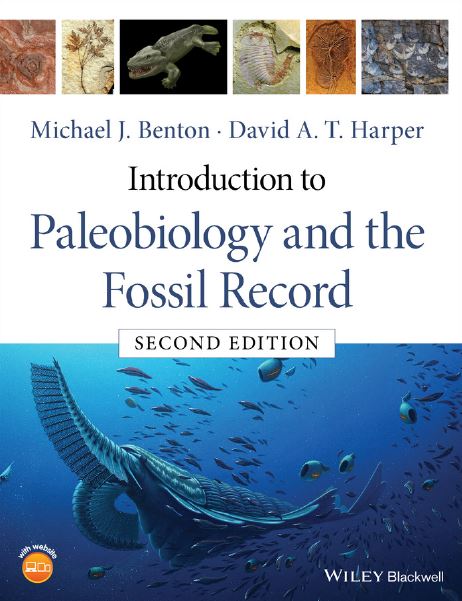 Michael J. Benton · David A. T. Harper
Introduction to
Paleobiology and the
Fossil Record
SECOND EDITION
with website
WILEY Blackwell